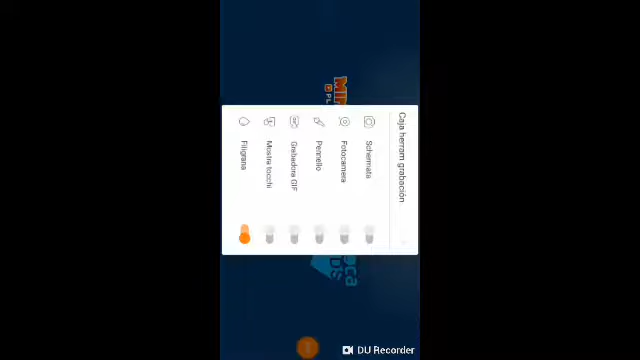 Caja herram grabación
Schermata
Fotocamera
Pennello
Grabadora GIF
Mostra tocchi
Filigrana
DU Recorder